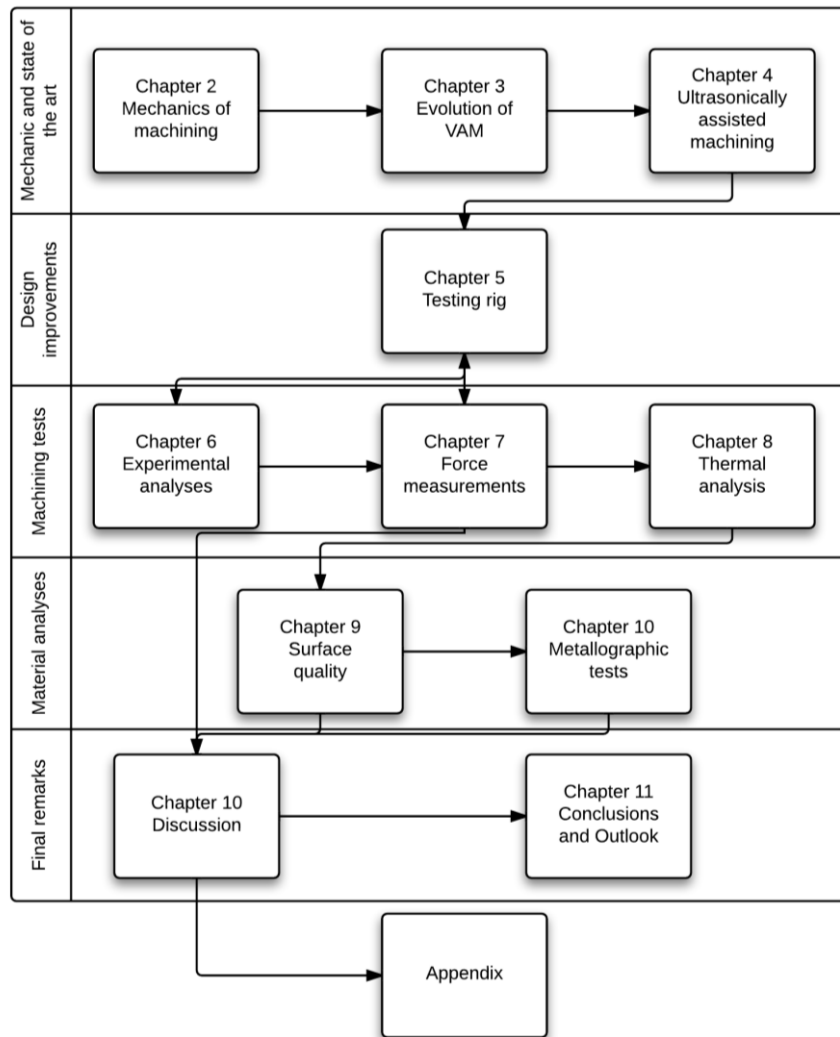 Mechanic and state of
the art
Chapter 2
Mechanics of
machining
Chapter 3
Evolution of
VAM
Chapter 4
Ultrasonically
assisted
machining
Design
improvements
Chapter 5
Testing rig
Machining tests
Chapter 6
Experimental
analyses
Chapter 7
Force
measurements
Chapter 8
Thermal
analysis
Material analyses
Chapter 9
Surface
quality
Chapter 10
Metallographic
tests
Final remarks
Chapter 10
Discussion
Chapter 11
Conclusions
and Outlook
Appendix